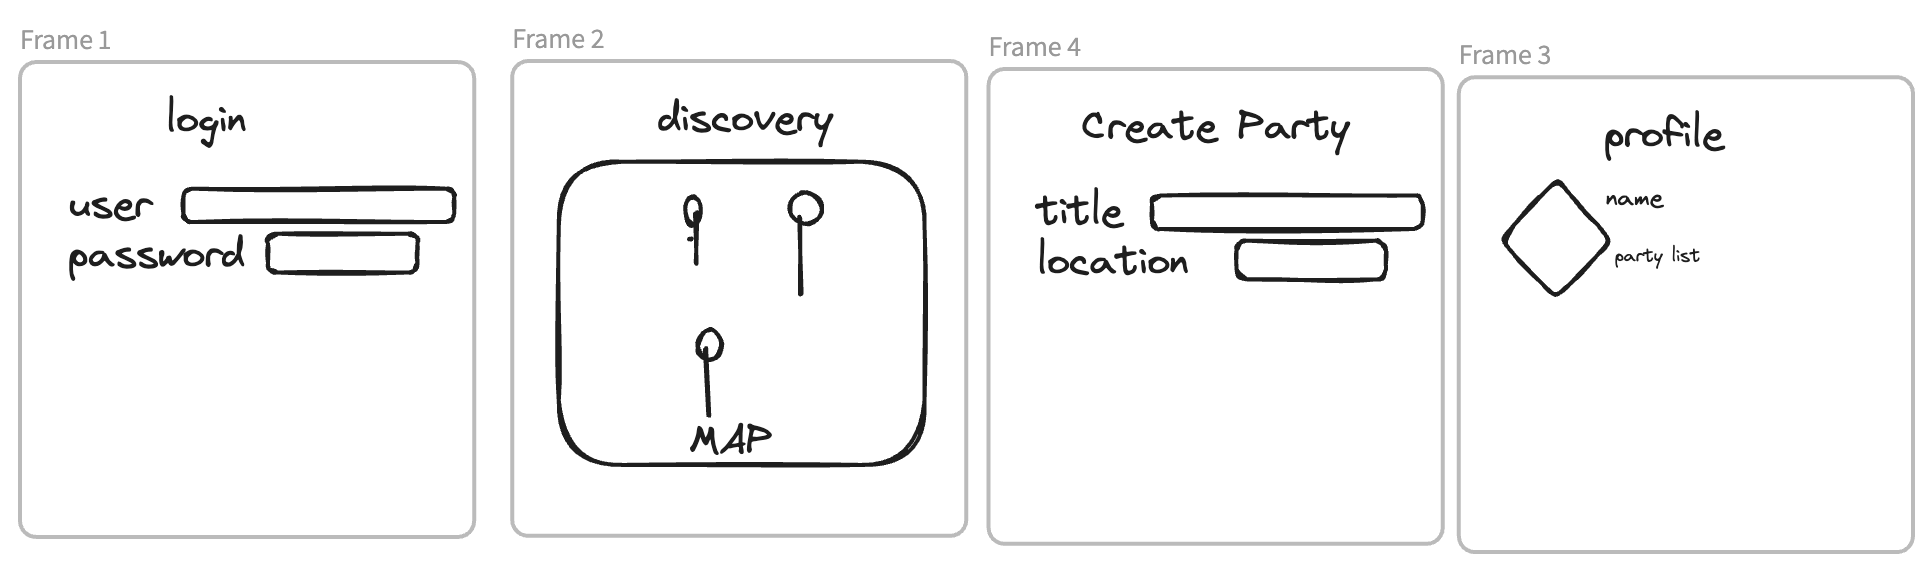 Frame 1
login
user
password
Frame 2
discovery
MAP
Frame 4
Create Party
title
location
Frame 3
profile
name
party list